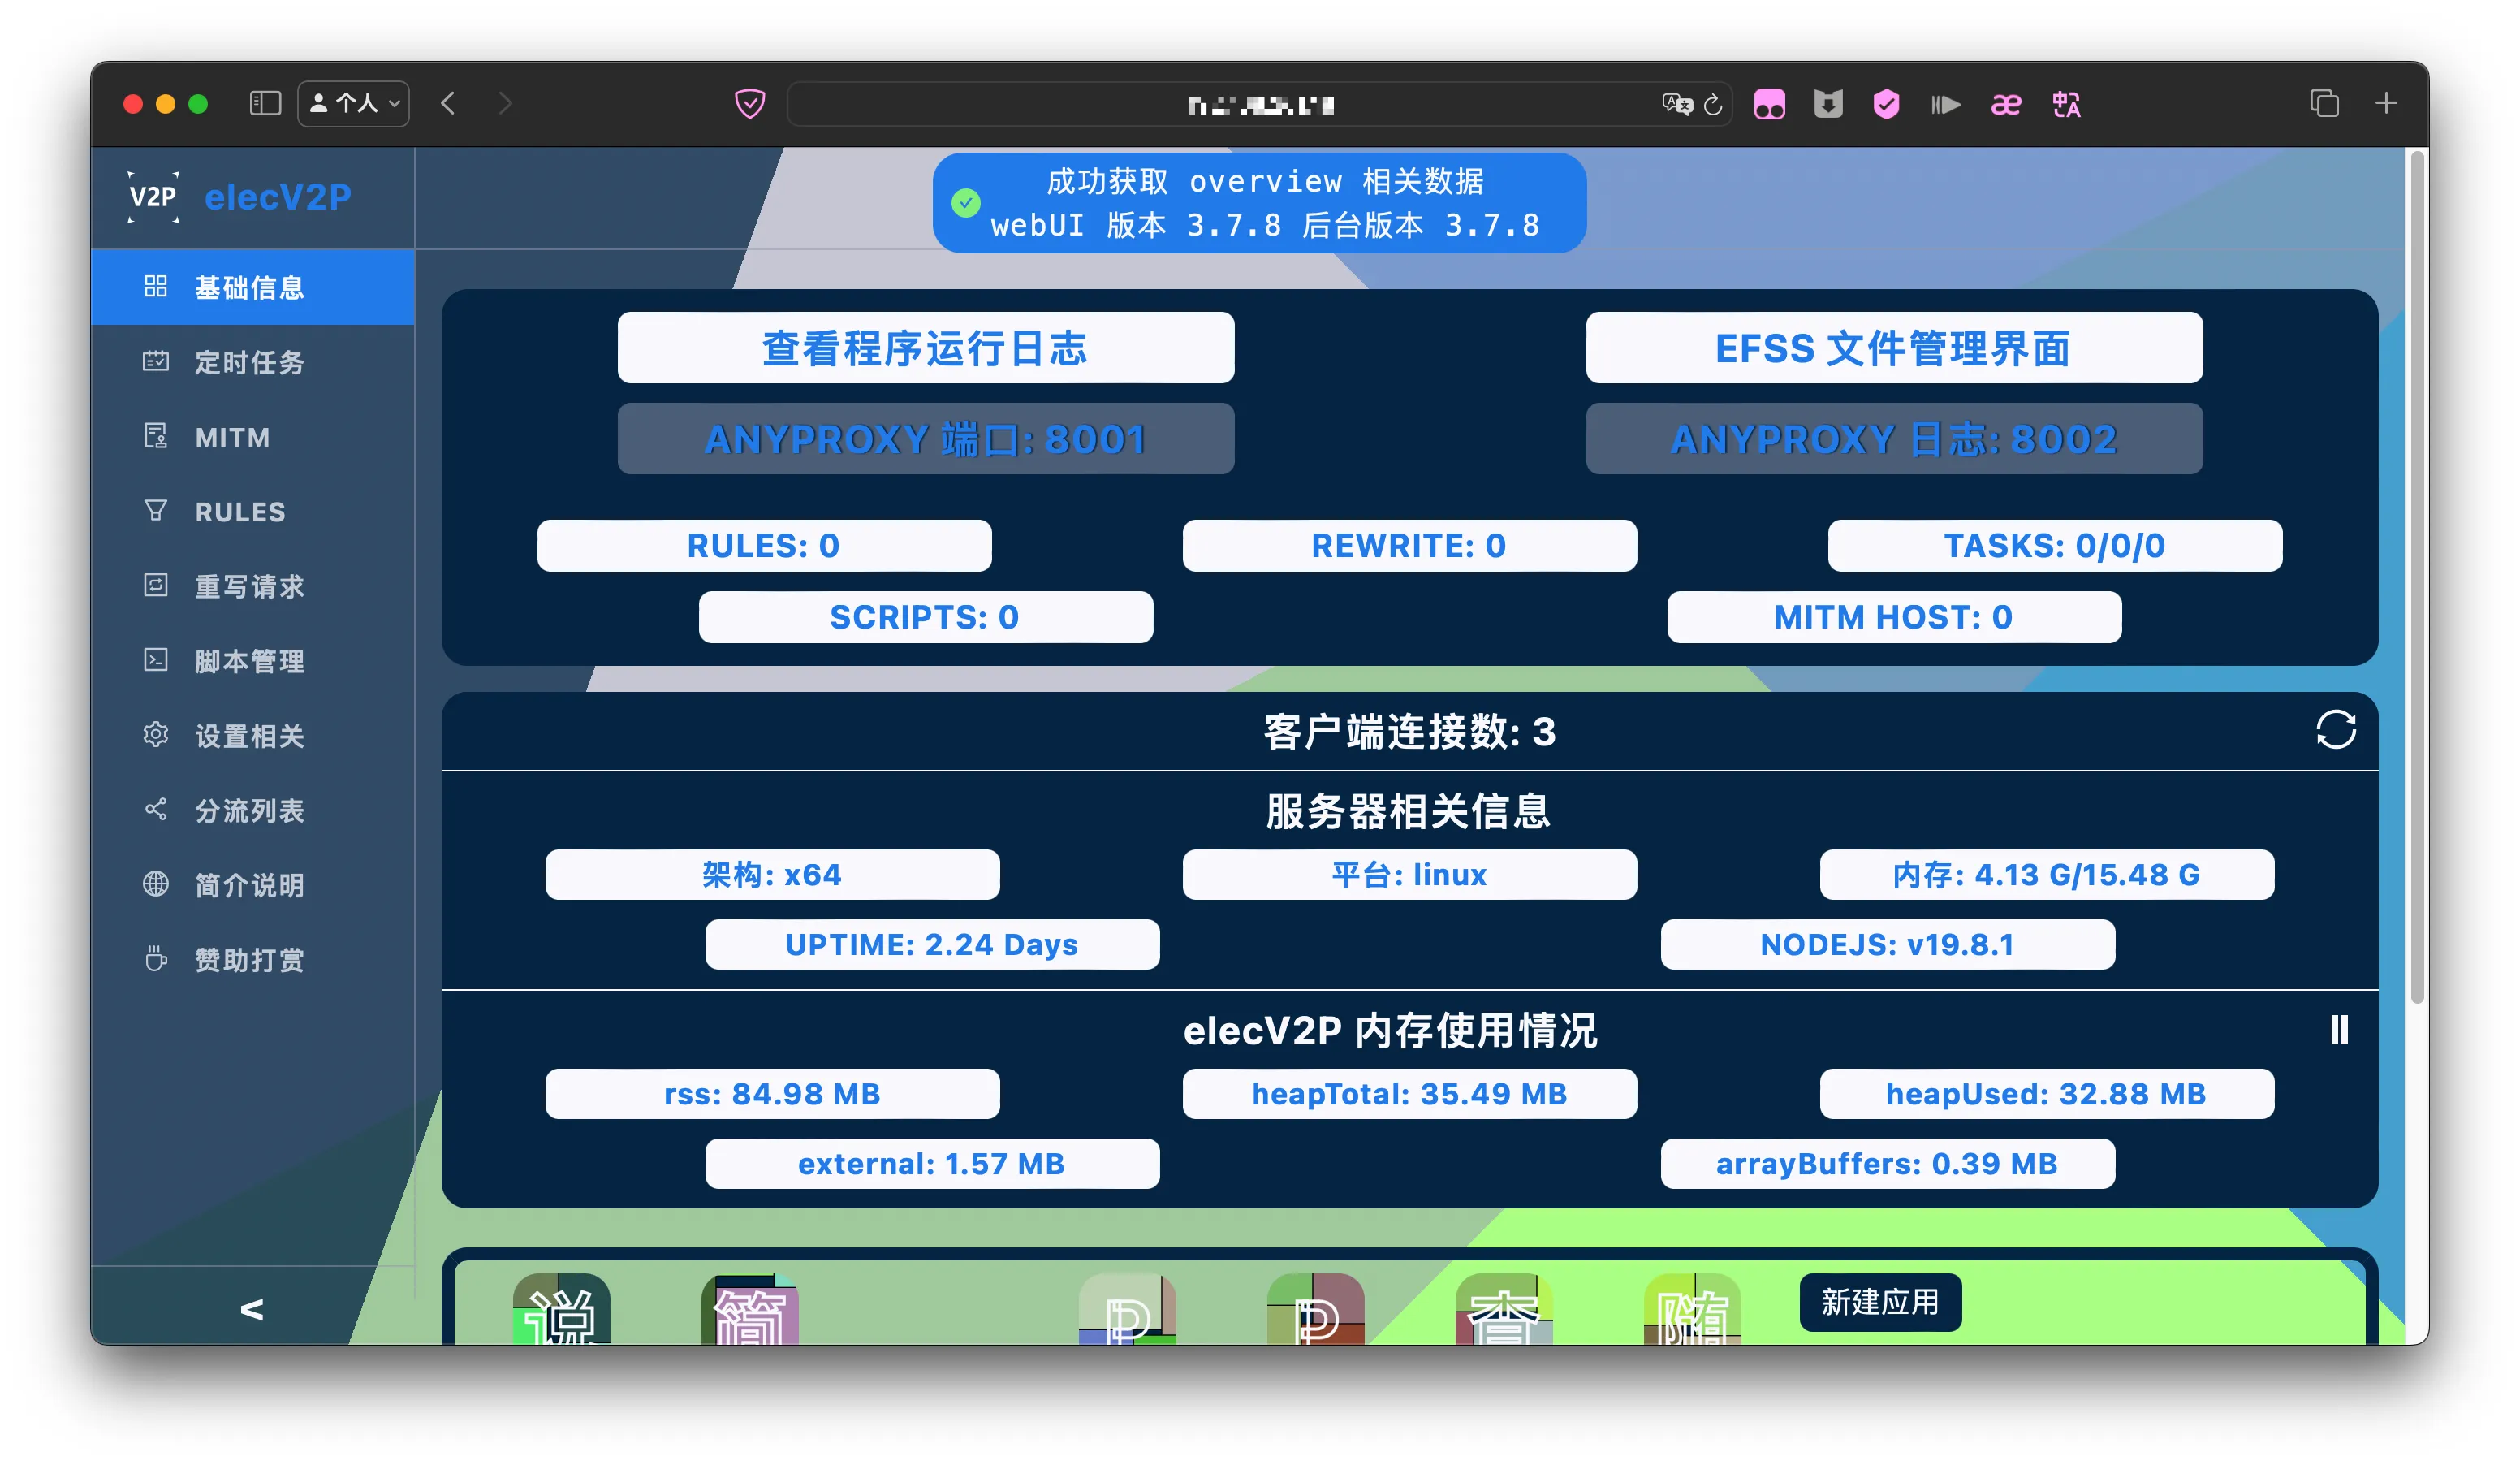 个人
V2P elecV2P
成功获取 overview 相关数据
webUI 版本 3.7.8 后台版本 3.7.8
基础信息
定时任务
MITM
RULES
重写请求
脚本管理
设置相关
分流列表
简介说明
赞助打赏
<
查看程序运行日志
EFSS 文件管理界面
ANYPROXY 端口: 8001
ANYPROXY 日志: 8002
RULES: 0
REWRITE: 0
TASKS: 0/0/0
SCRIPTS: 0
MITM HOST: 0
客户端连接数: 3
服务器相关信息
架构: x64
平台: linux
内存: 4.13 G/15.48 G
UPTIME: 2.24 Days
NODEJS: v19.8.1
elecV2P 内存使用情况
rss: 84.98 MB
heapTotal: 35.49 MB
heapUsed: 32.88 MB
external: 1.57 MB
arrayBuffers: 0.39 MB
说
简
P
P
查
随
新建应用